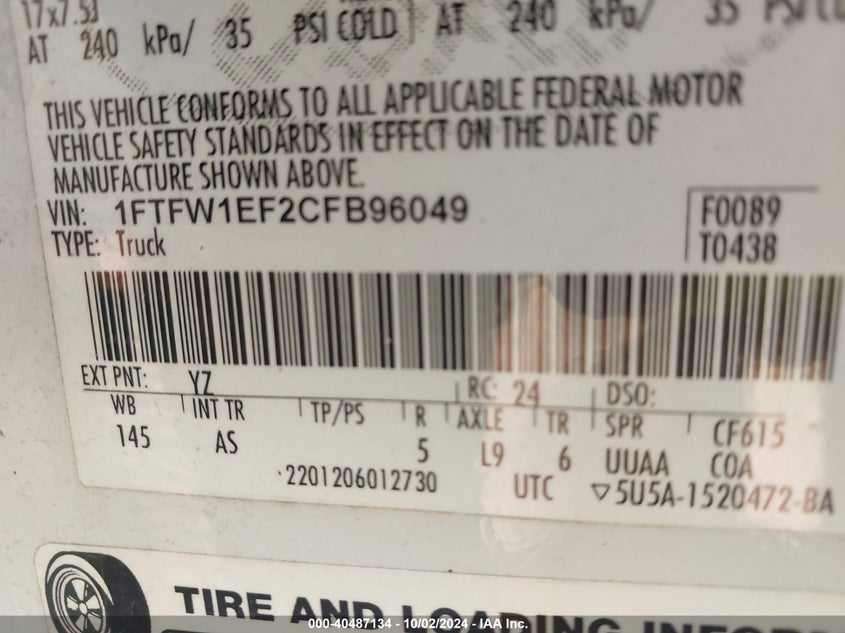 17x7.5J
AT 240 kPa/ 35 PSI COLD AT 240 kPa/ 35 PSI
THIS VEHICLE CONFORMS TO ALL APPLICABLE FEDERAL MOTOR
VEHICLE SAFETY STANDARDS IN EFFECT ON THE DATE OF
MANUFACTURE SHOWN ABOVE.
VIN: 1FTFW1EF2CFB96049 F0089
TYPE: Truck T0438
EXT PNT: YZ RC: 24 DSO:
WB INT TR TP/PS R AXLE TR SPR CF615
145 AS 5 L9 6 UUAA COA
2201206012730 UTC ▽5U5A-1520472-BA
TIRE AND LOADING
000-40487134 - 10/02/2024 - IAA Inc.